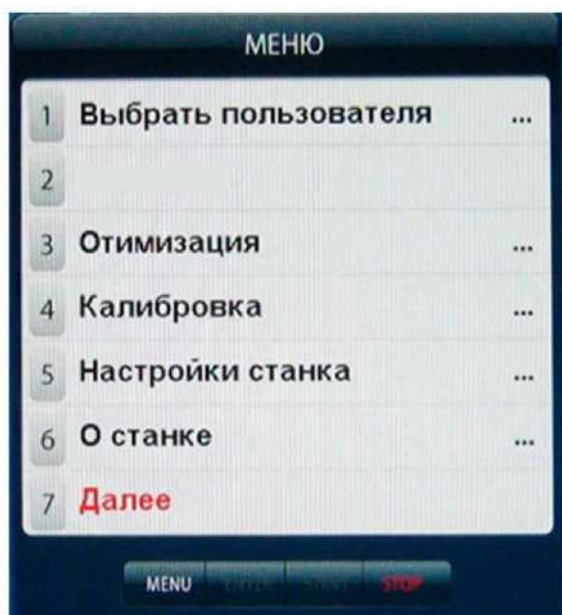 МЕНЮ
1 Выбрать пользователя ...
2
3 Отимизация ...
4 Калибровка ...
5 Настройки станка ...
6 О станке ...
7 Далее
MENU STOP